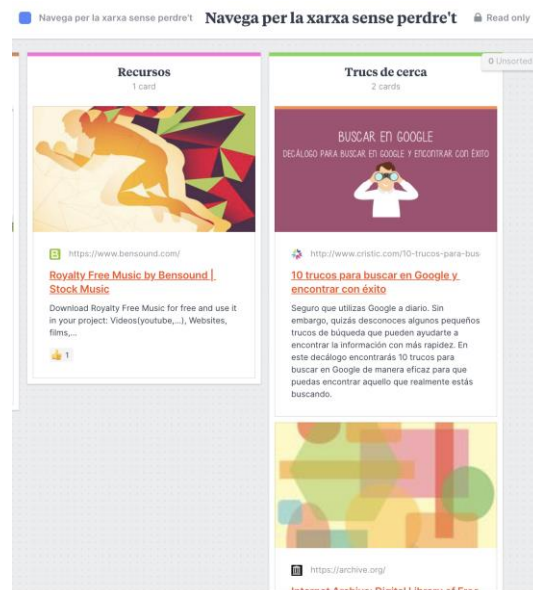 Navega per la xarxa sense perdre't
Navega per la xarxa sense perdre't
Read only
0 Unsorted
Recursos
1 card
https://www.bensound.com/
Royalty Free Music by Bensound |
Stock Music
Download Royalty Free Music for free and use it
in your project: Videos(youtube,...), Websites,
films,...
1
Trucs de cerca
2 cards
BUSCAR EN GOOGLE
DECÁLOGO PARA BUSCAR EN GOOGLE Y ENCONTRAR CON ÉXITO
http://www.cristic.com/10-trucos-para-bus
10 trucos para buscar en Google y
encontrar con éxito
Seguro que utilizas Google a diario. Sin
embargo, quizás desconoces algunos pequeños
trucos de búqueda que pueden ayudarte a
encontrar la información con más rapidez. En
este decálogo encontrarás 10 trucos para
buscar en Google de manera eficaz para que
puedas encontrar aquello que realmente estás
buscando.
https://archive.org/
Internet Archive: Digital Library of Free